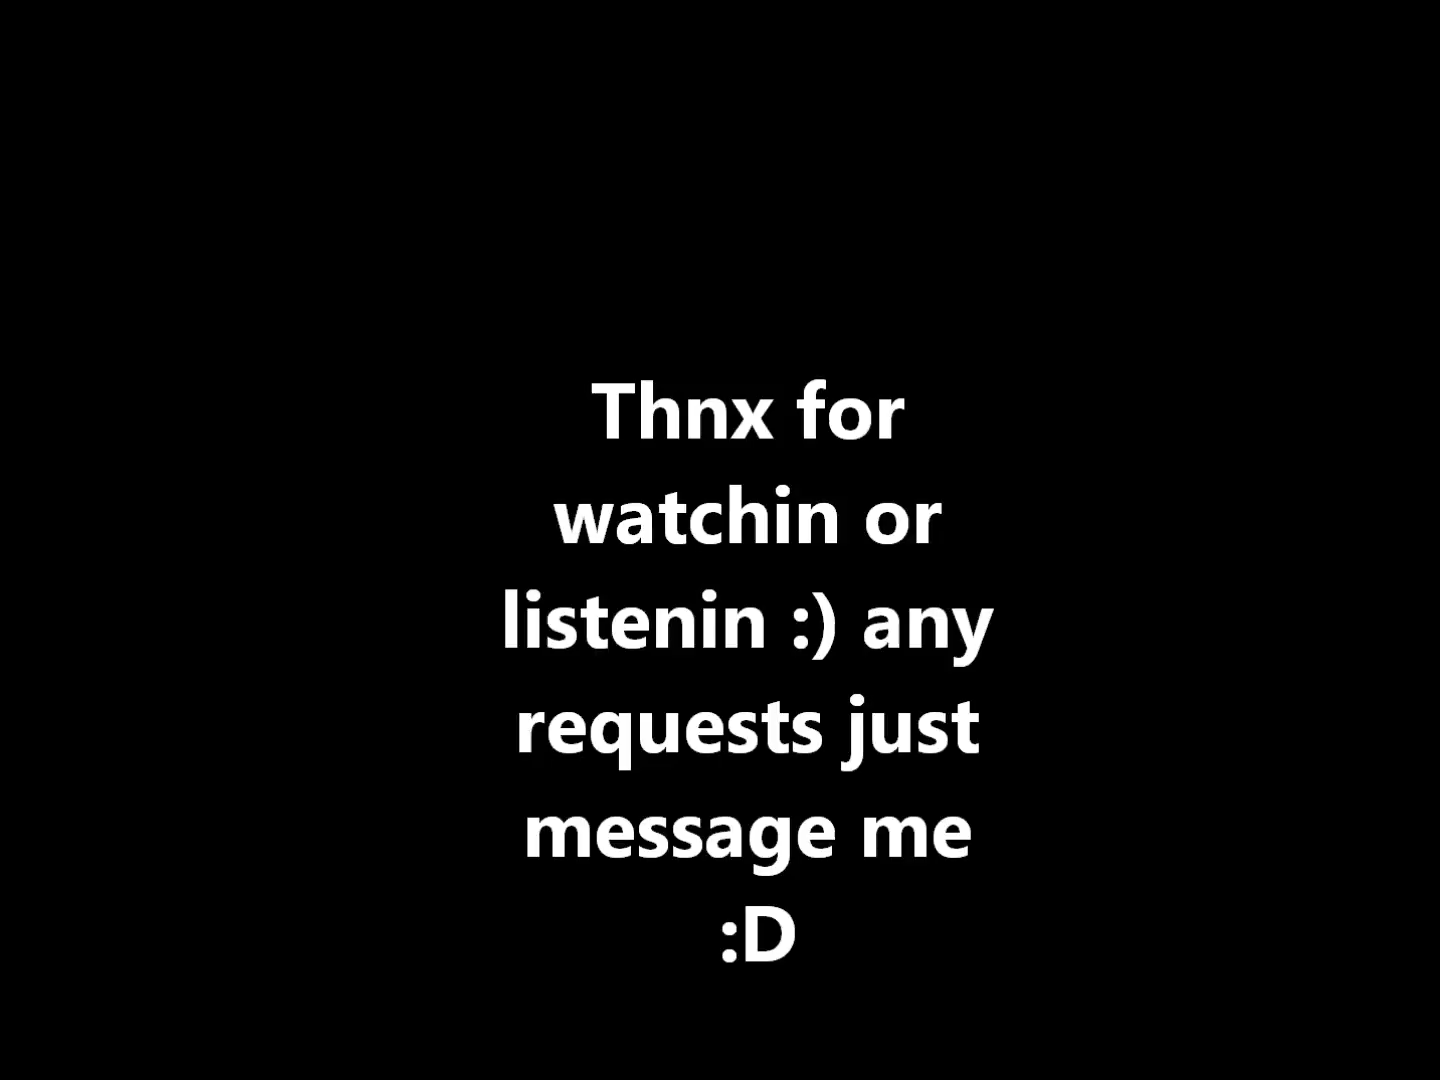 Thnx for
watchin or
listenin :) any
requests just
message me
:D